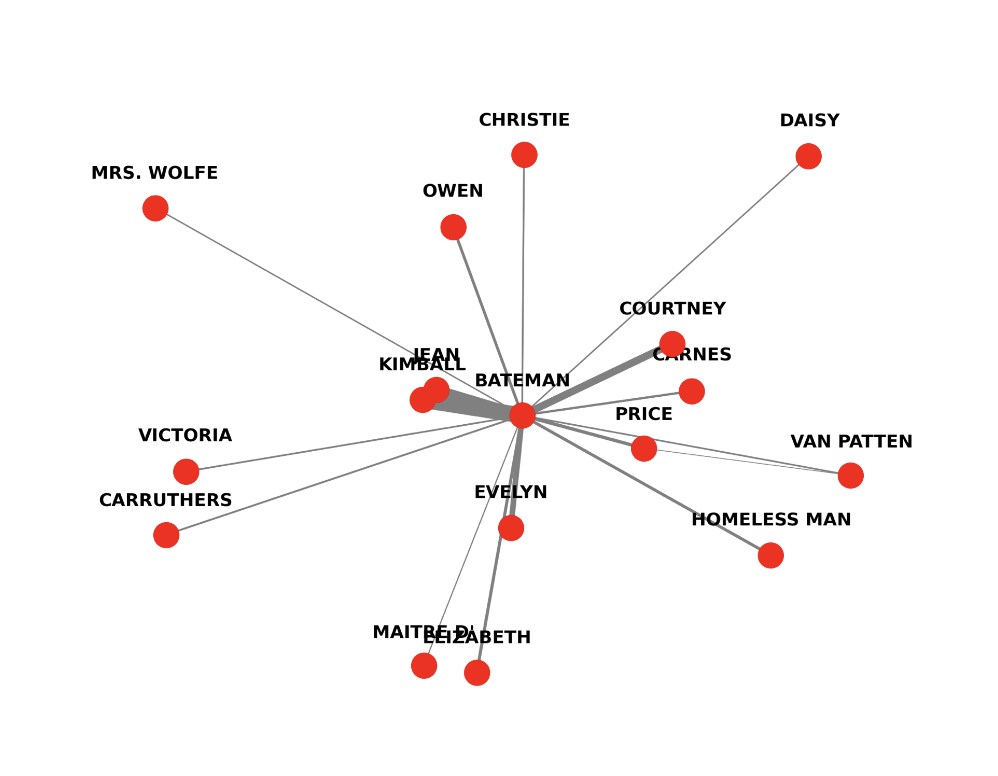 CHRISTIE
DAISY
MRS. WOLFE
OWEN
COURTNEY
JEAN
CARNES
KIMBALL
BATEMAN
PRICE
VICTORIA
VAN PATTEN
EVELYN
CARRUTHERS
HOMELESS MAN
MAITRE D'
ELIZABETH